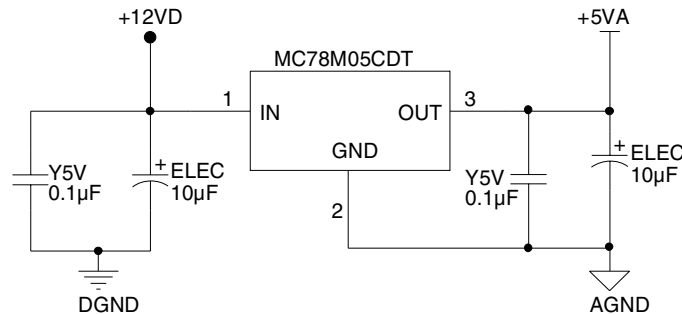 +12VD
+5VA
MC78M05CDT
1
IN
OUT
3
GND
Y5V
0.1µF
+
ELEC
10µF
2
Y5V
0.1µF
+
ELEC
10µF
DGND
AGND